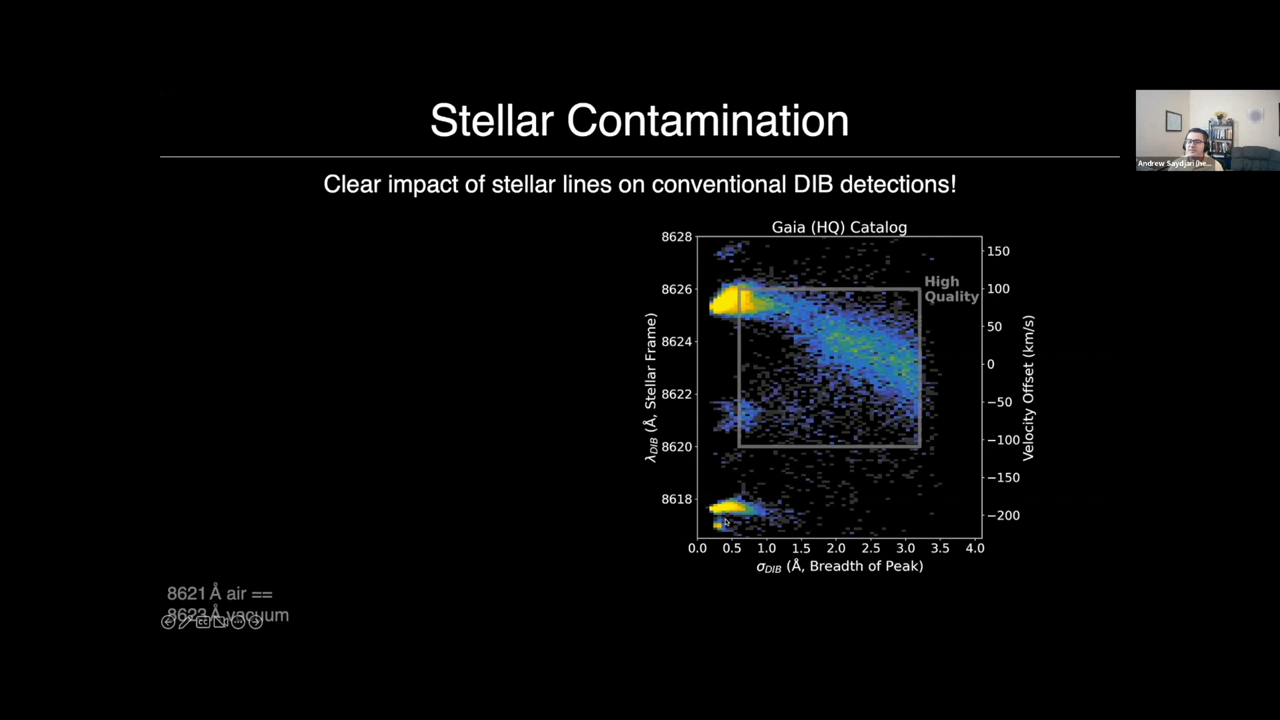 Stellar Contamination
Clear impact of stellar lines on conventional DIB detections!
Andrew Saydjari (he...
Gaia (HQ) Catalog
8628
8626
8624
8622
8620
8618
λDIB (Å, Stellar Frame)
High
Quality
150
100
50
0
−50
−100
−150
−200
Velocity Offset (km/s)
0.0 0.5 1.0 1.5 2.0 2.5 3.0 3.5 4.0
σDIB (Å, Breadth of Peak)
8621 Å air ==
8623 Å vacuum